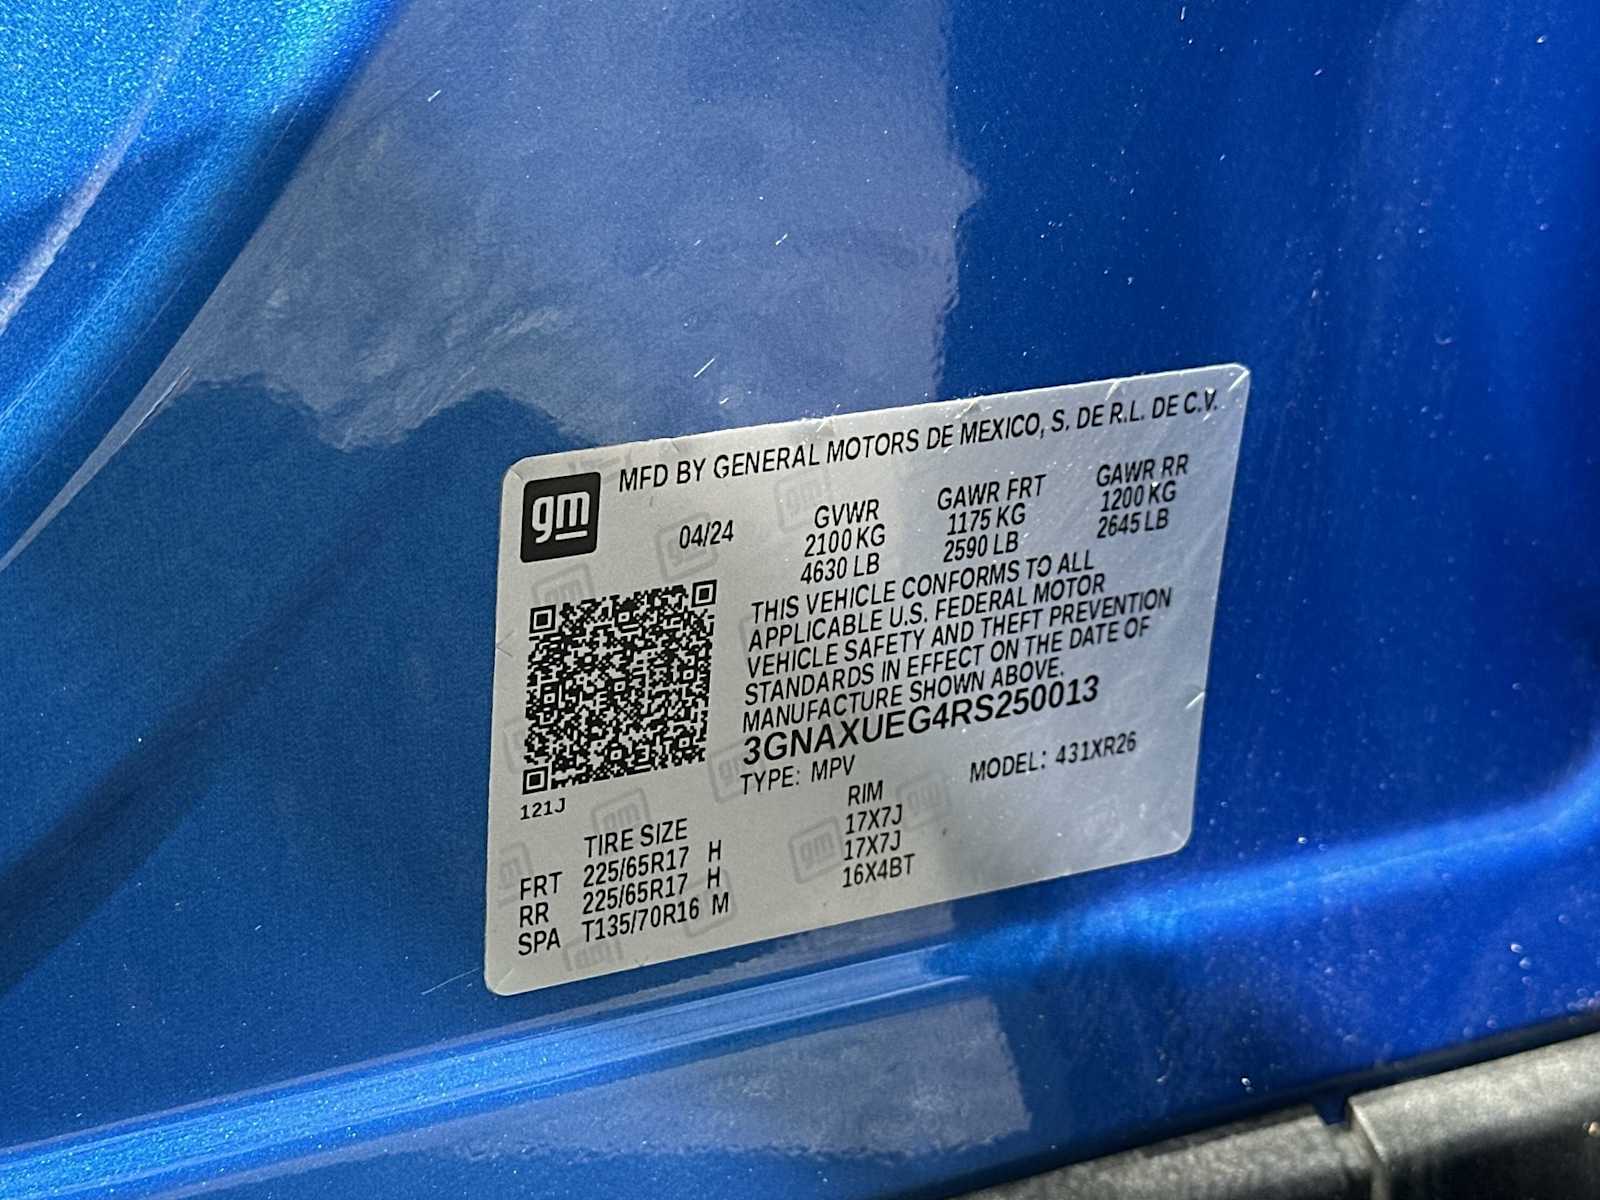 MFD BY GENERAL MOTORS DE MEXICO, S. DE R.L. DE C.V.
gm
04/24
GVWR
2100 KG
4630 LB
GAWR FRT
1175 KG
2590 LB
GAWR RR
1200 KG
2645 LB
THIS VEHICLE CONFORMS TO ALL
APPLICABLE U.S. FEDERAL MOTOR
VEHICLE SAFETY AND THEFT PREVENTION
STANDARDS IN EFFECT ON THE DATE OF
MANUFACTURE SHOWN ABOVE.
3GNAXUEG4RS250013
TYPE: MPV MODEL: 431XR26
121J
TIRE SIZE RIM
FRT 225/65R17 H 17X7J
RR 225/65R17 H 17X7J
SPA T135/70R16 M 16X4BT